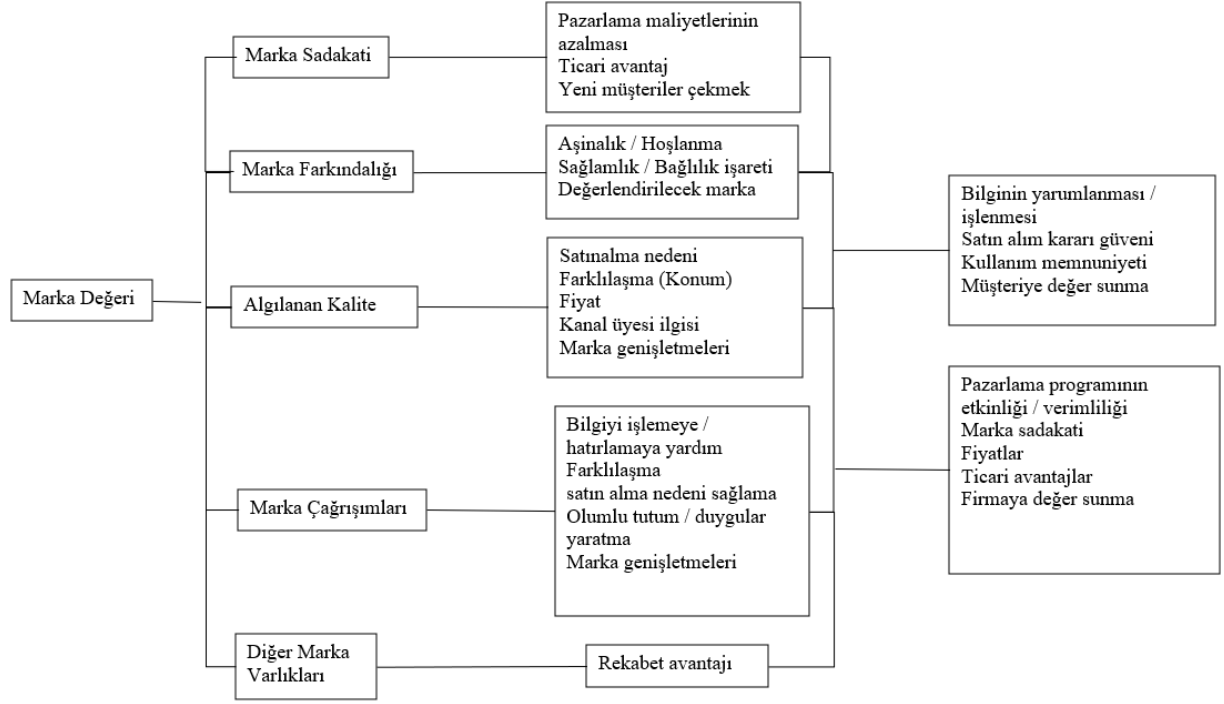 Marka Değeri
Marka Sadakati
Pazarlama maliyetlerinin
azalması
Ticari avantaj
Yeni müşteriler çekmek
Marka Farkındalığı
Aşinalık / Hoşlanma
Sağlamlık / Bağlılık işareti
Değerlendirilecek marka
Algılanan Kalite
Satınalma nedeni
Farklılaşma (Konum)
Fiyat
Kanal üyesi ilgisi
Marka genişletmeleri
Marka Çağrışımları
Bilgiyi işlemeye /
hatırlamaya yardım
Farklılaşma
satın alma nedeni sağlama
Olumlu tutum / duygular
yaratma
Marka genişletmeleri
Diğer Marka
Varlıkları
Rekabet avantajı
Bilginin yarumlanması /
işlenmesi
Satın alım kararı güveni
Kullanım memnuniyeti
Müşteriye değer sunma
Pazarlama programının
etkinliği / verimliliği
Marka sadakati
Fiyatlar
Ticari avantajlar
Firmaya değer sunma